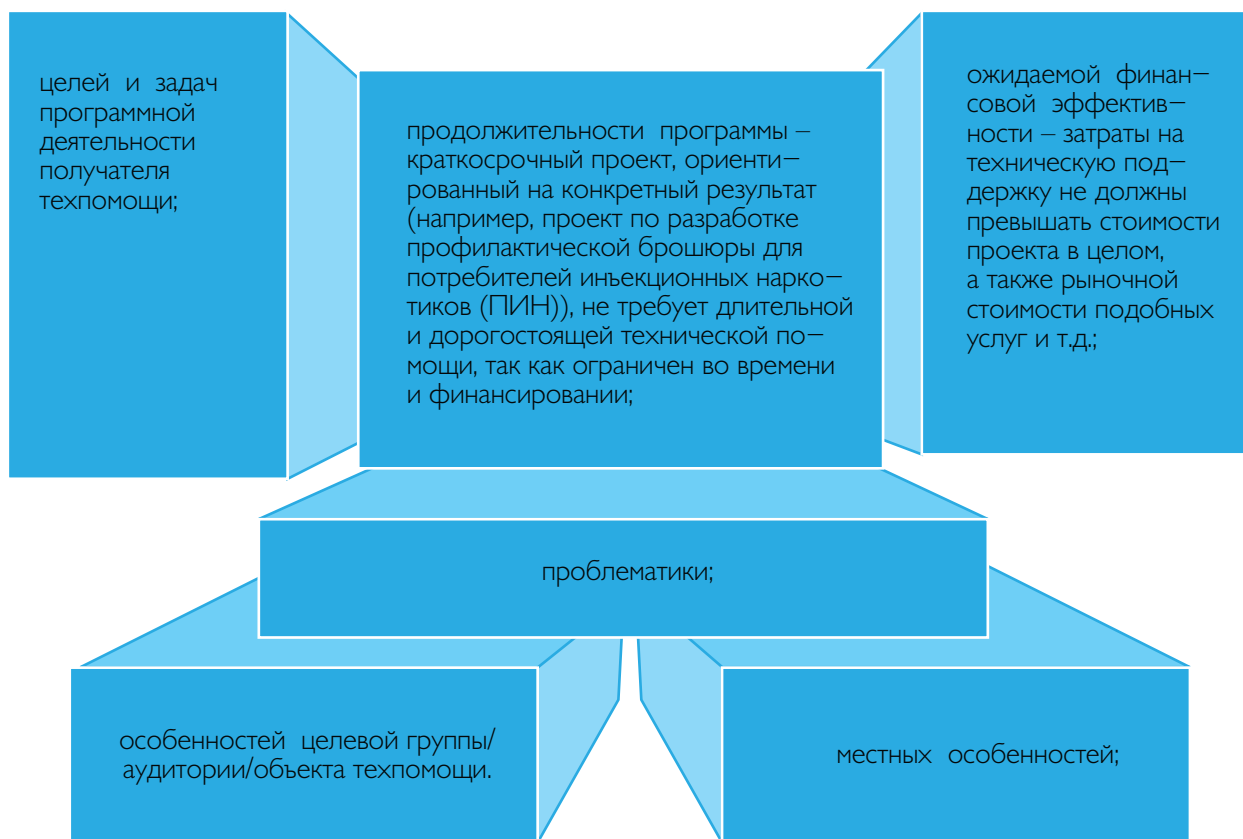 целей и задач
программной
деятельности
получателя
техпомощи;
продолжительности программы –
краткосрочный проект, ориенти–
рованный на конкретный результат
(например, проект по разработке
профилактической брошюры для
потребителей инъекционных нарко–
тиков (ПИН)), не требует длительной
и дорогостоящей технической по–
мощи, так как ограничен во времени
и финансировании;
ожидаемой финан–
совой эффектив–
ности – затраты на
техническую под–
держку не должны
превышать стоимости
проекта в целом,
а также рыночной
стоимости подобных
услуг и т.д.;
проблематики;
особенностей целевой группы/
аудитории/объекта техпомощи.
местных особенностей;